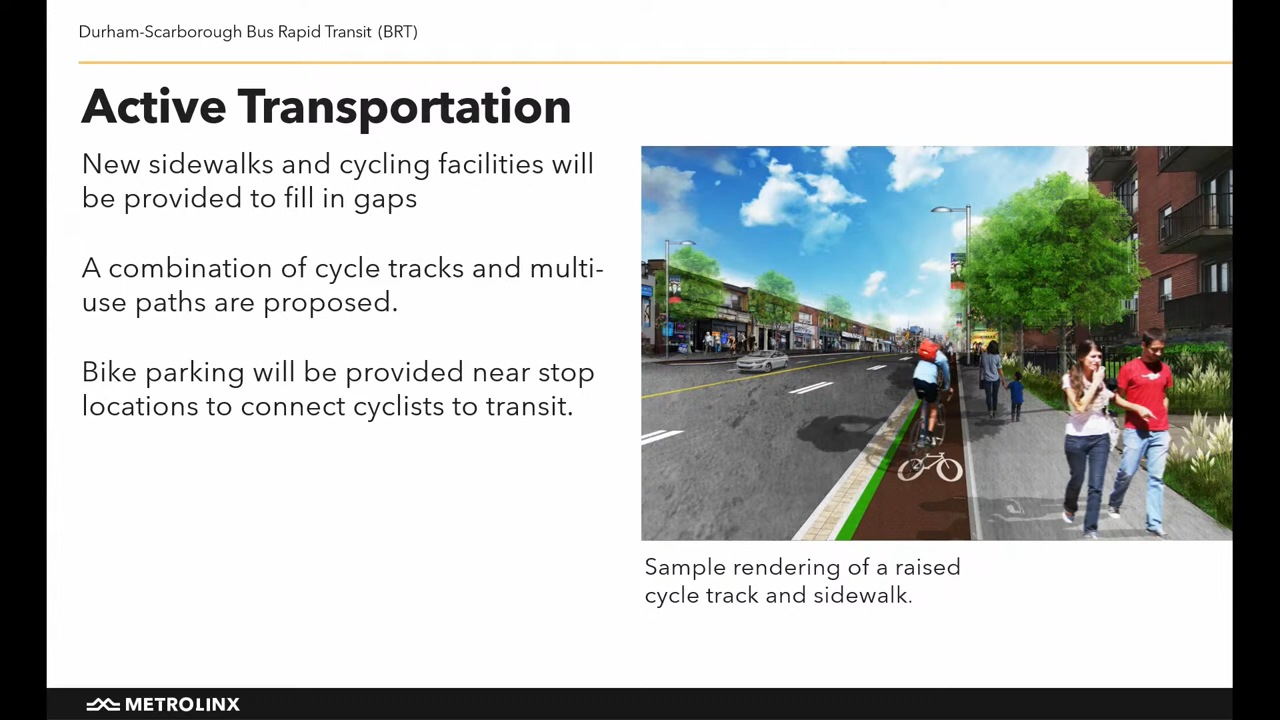 Durham-Scarborough Bus Rapid Transit (BRT)
Active Transportation
New sidewalks and cycling facilities will
be provided to fill in gaps
A combination of cycle tracks and multi-
use paths are proposed.
Bike parking will be provided near stop
locations to connect cyclists to transit.
Sample rendering of a raised
cycle track and sidewalk.
METROLINX